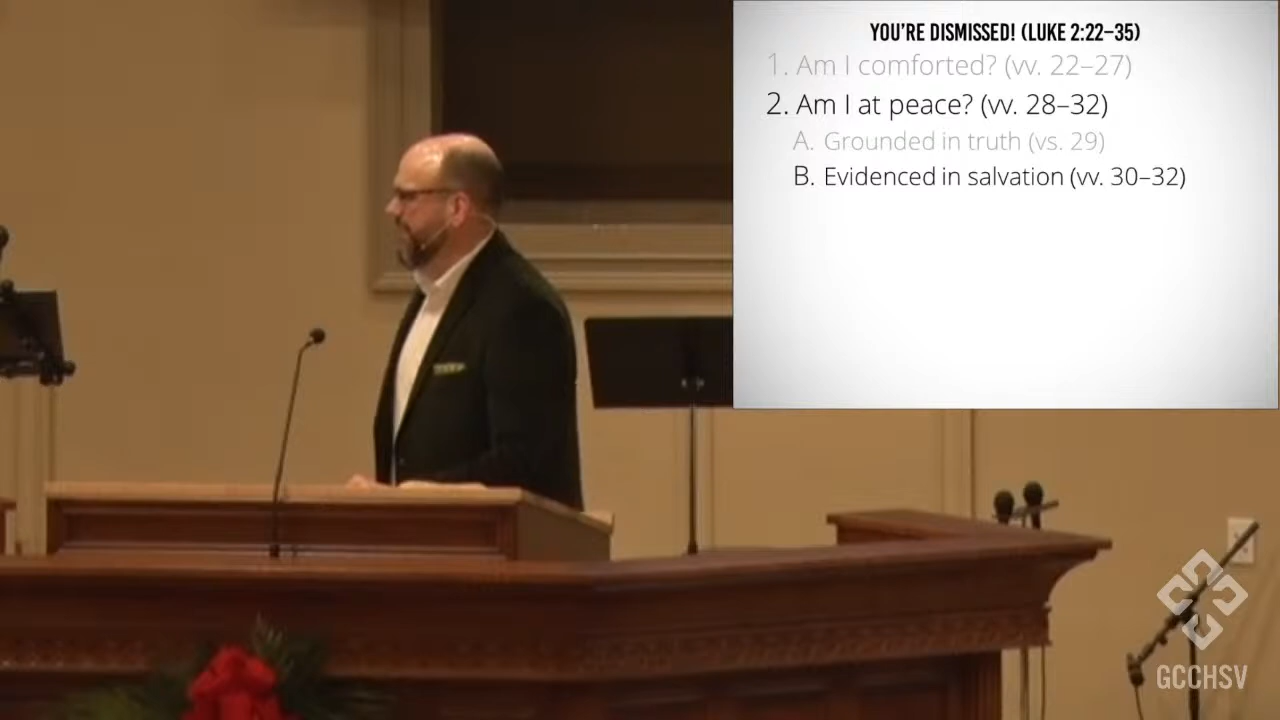 YOU'RE DISMISSED! (LUKE 2:22–35)
1. Am I comforted? (vv. 22–27)
2. Am I at peace? (vv. 28–32)
A. Grounded in truth (vs. 29)
B. Evidenced in salvation (vv. 30–32)
GCCHSV